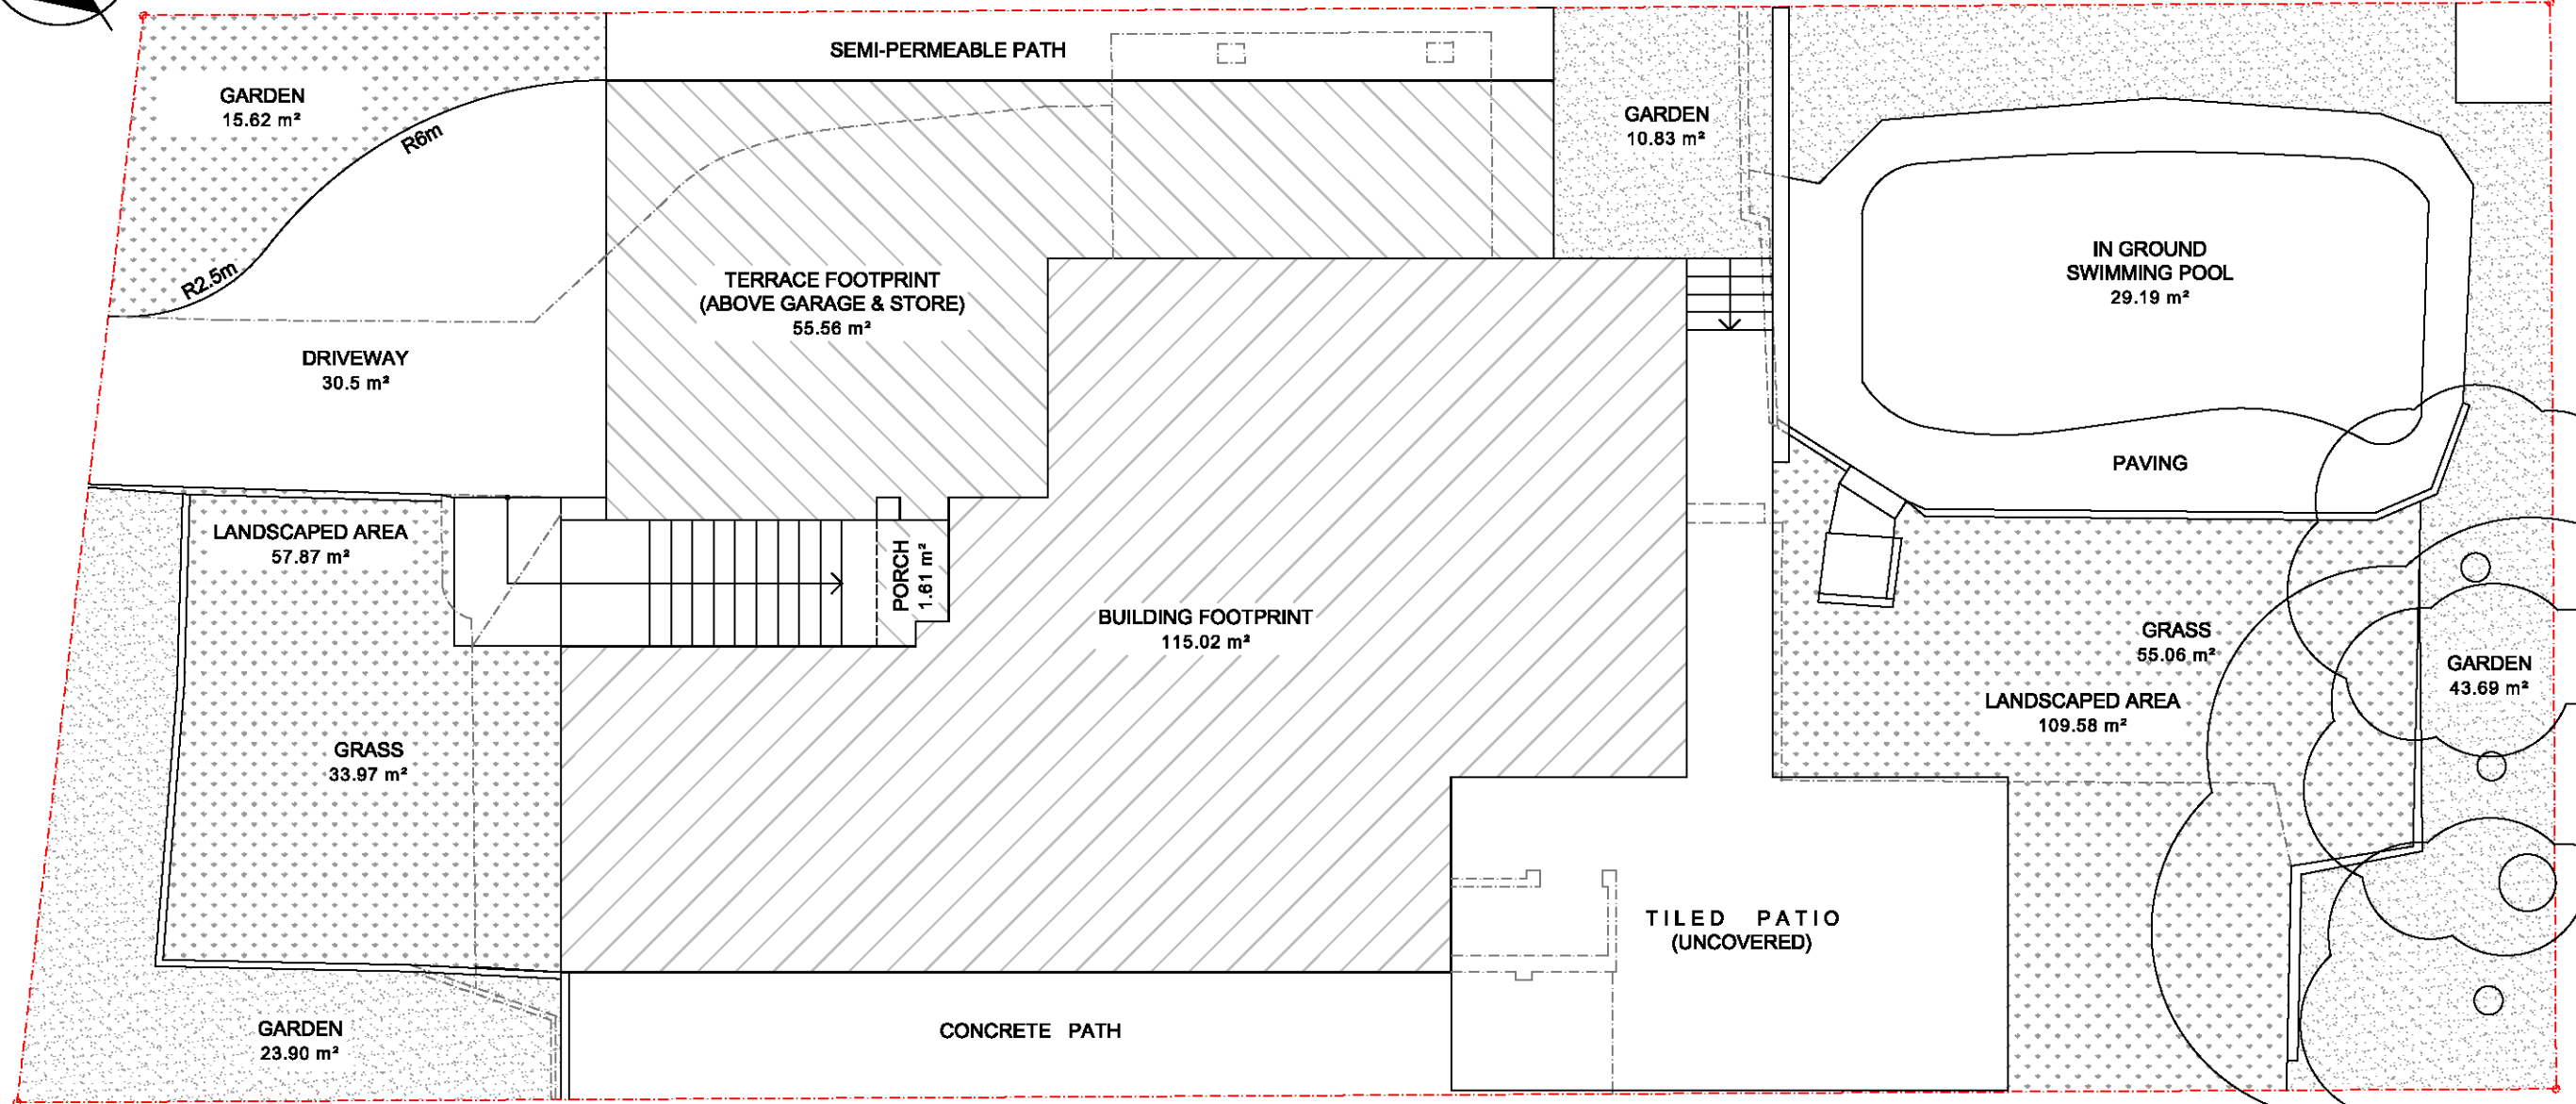 SEMI-PERMEABLE PATH
GARDEN
15.62 m²
R6m
R2.5m
GARDEN
10.83 m²
IN GROUND
SWIMMING POOL
29.19 m²
TERRACE FOOTPRINT
(ABOVE GARAGE & STORE)
55.56 m²
DRIVEWAY
30.5 m²
PAVING
LANDSCAPED AREA
57.87 m²
PORCH
1.61 m²
BUILDING FOOTPRINT
115.02 m²
GRASS
55.06 m²
GARDEN
43.69 m²
LANDSCAPED AREA
109.58 m²
GRASS
33.97 m²
TILED PATIO
(UNCOVERED)
GARDEN
23.90 m²
CONCRETE PATH